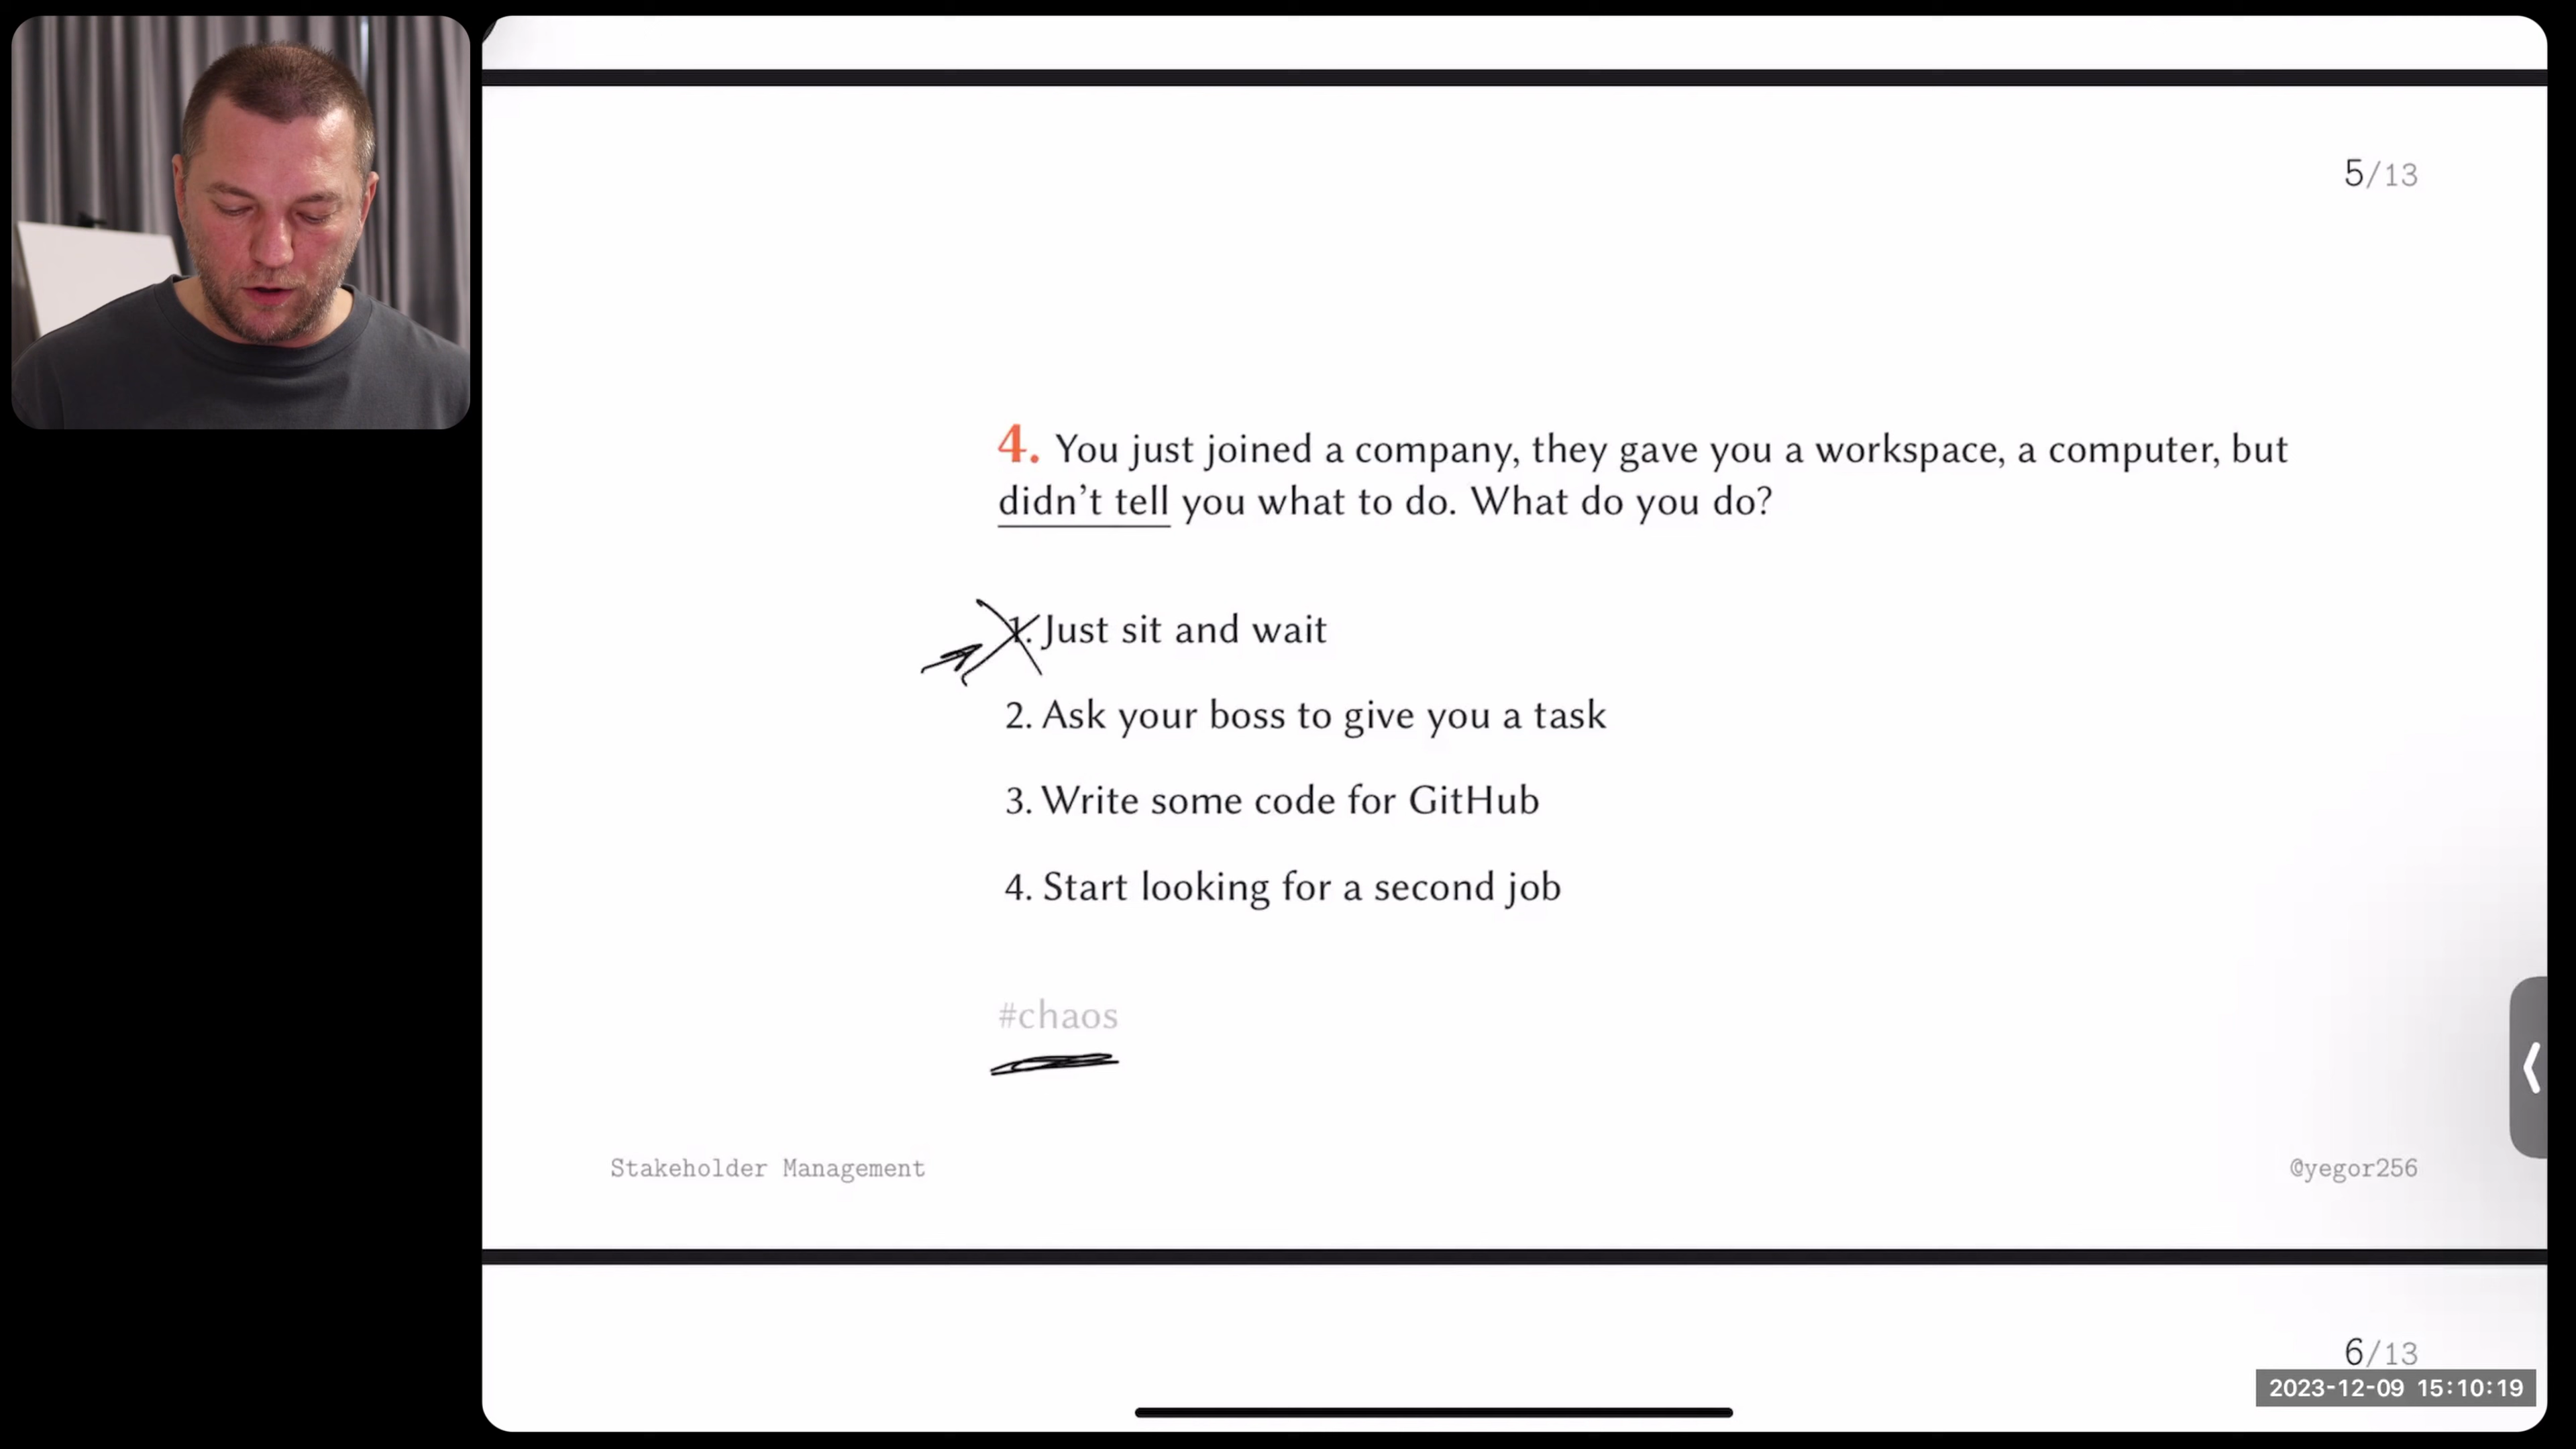 5/13
4. You just joined a company, they gave you a workspace, a computer, but
didn't tell you what to do. What do you do?
1. Just sit and wait
2. Ask your boss to give you a task
3. Write some code for GitHub
4. Start looking for a second job
#chaos
Stakeholder Management
@yegor256
6/13
2023-12-09 15:10:19